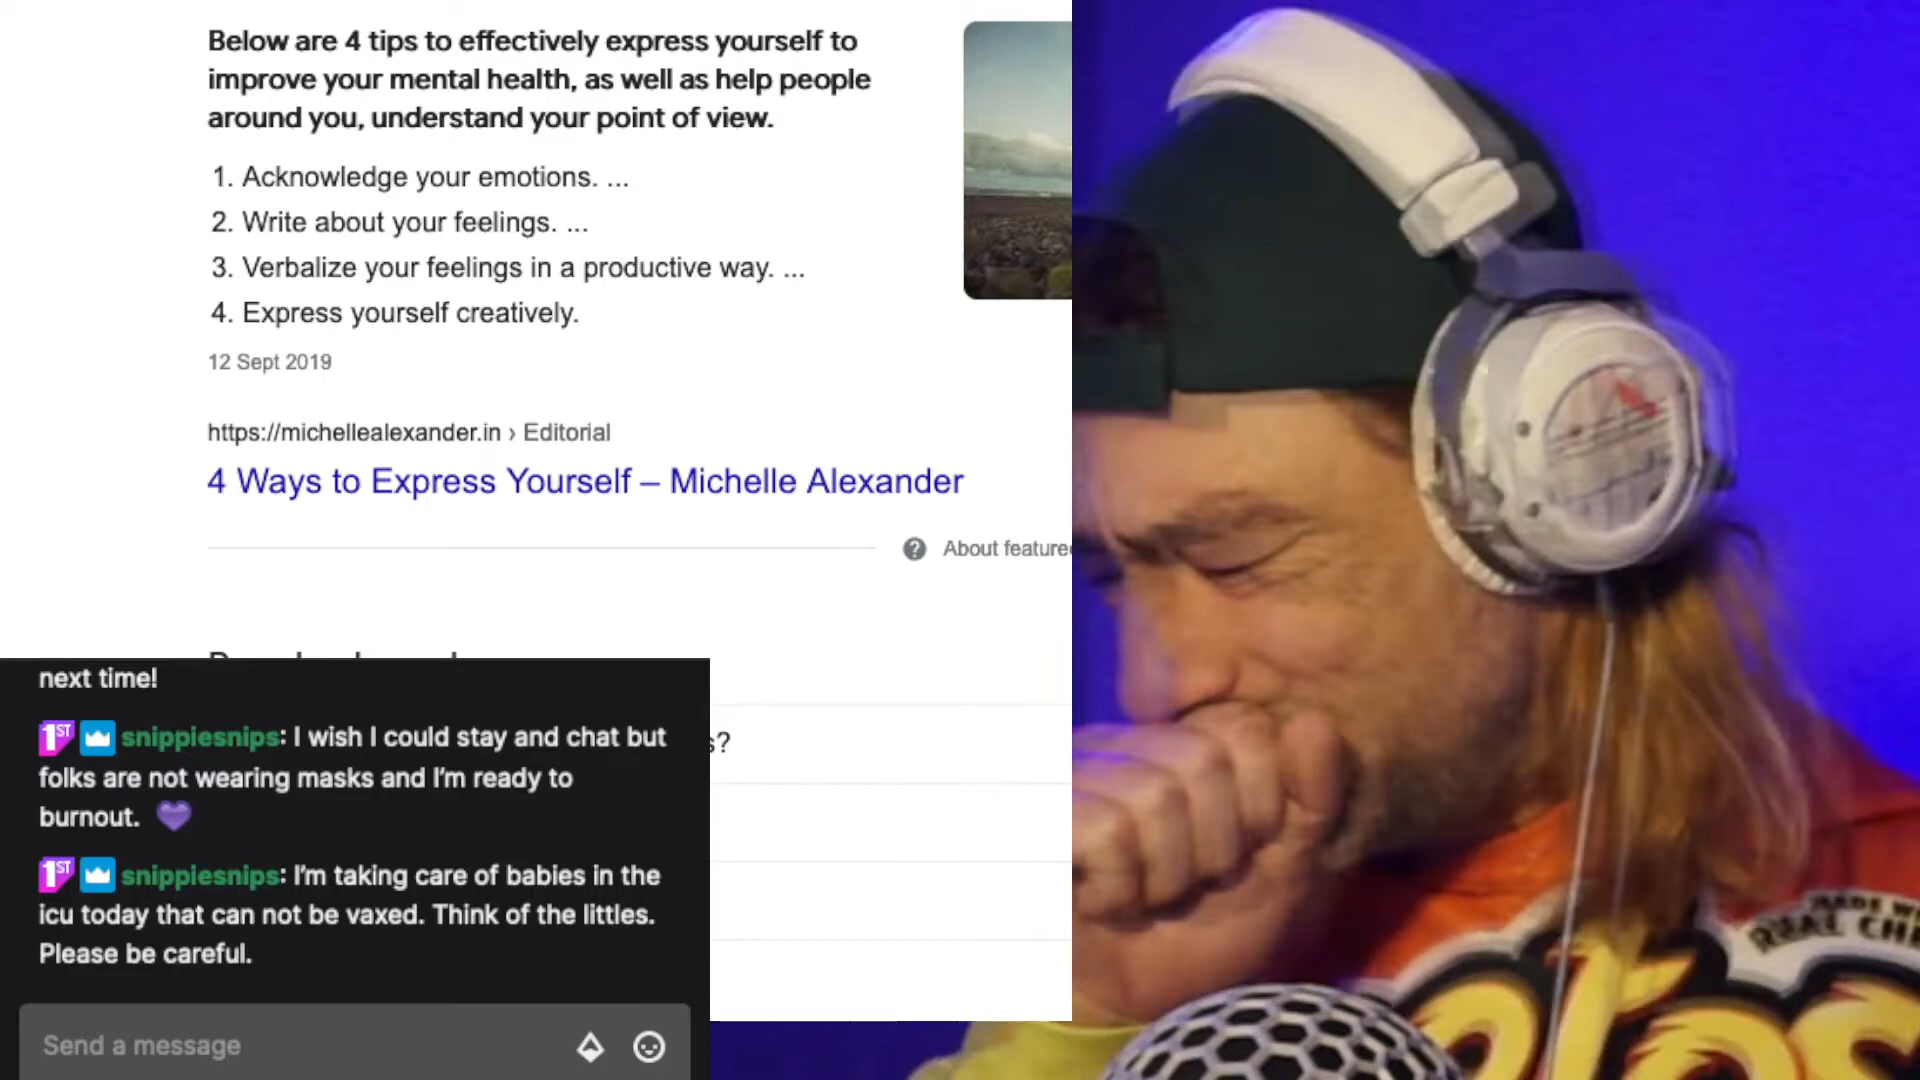 Below are 4 tips to effectively express yourself to
improve your mental health, as well as help people
around you, understand your point of view.
1. Acknowledge your emotions. ...
2. Write about your feelings. ...
3. Verbalize your feelings in a productive way. ...
4. Express yourself creatively.
12 Sept 2019
https://michellealexander.in › Editorial
4 Ways to Express Yourself – Michelle Alexander
About feature
s?
next time!
1ST snippiesnips: I wish I could stay and chat but
folks are not wearing masks and I'm ready to
burnout. 💜
1ST snippiesnips: I'm taking care of babies in the
icu today that can not be vaxed. Think of the littles.
Please be careful.
Send a message
MADE W
REAL CHE